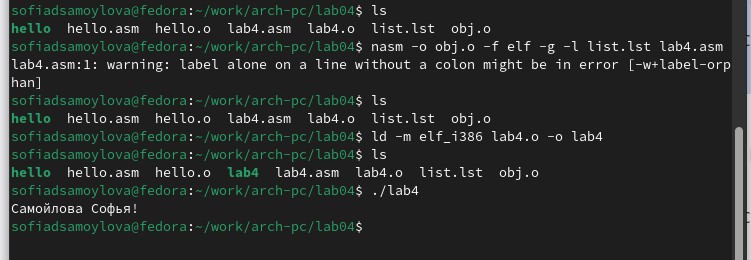 sofiadsamoylova@fedora:~/work/arch-pc/lab04$ ls
hello  hello.asm  hello.o  lab4.asm  lab4.o  list.lst  obj.o
sofiadsamoylova@fedora:~/work/arch-pc/lab04$ nasm -o obj.o -f elf -g -l list.lst lab4.asm
lab4.asm:1: warning: label alone on a line without a colon might be in error [-w+label-orp
han]
sofiadsamoylova@fedora:~/work/arch-pc/lab04$ ls
hello  hello.asm  hello.o  lab4.asm  lab4.o  list.lst  obj.o
sofiadsamoylova@fedora:~/work/arch-pc/lab04$ ld -m elf_i386 lab4.o -o lab4
sofiadsamoylova@fedora:~/work/arch-pc/lab04$ ls
hello  hello.asm  hello.o  lab4  lab4.asm  lab4.o  list.lst  obj.o
sofiadsamoylova@fedora:~/work/arch-pc/lab04$ ./lab4
Самойлова Софья!
sofiadsamoylova@fedora:~/work/arch-pc/lab04$